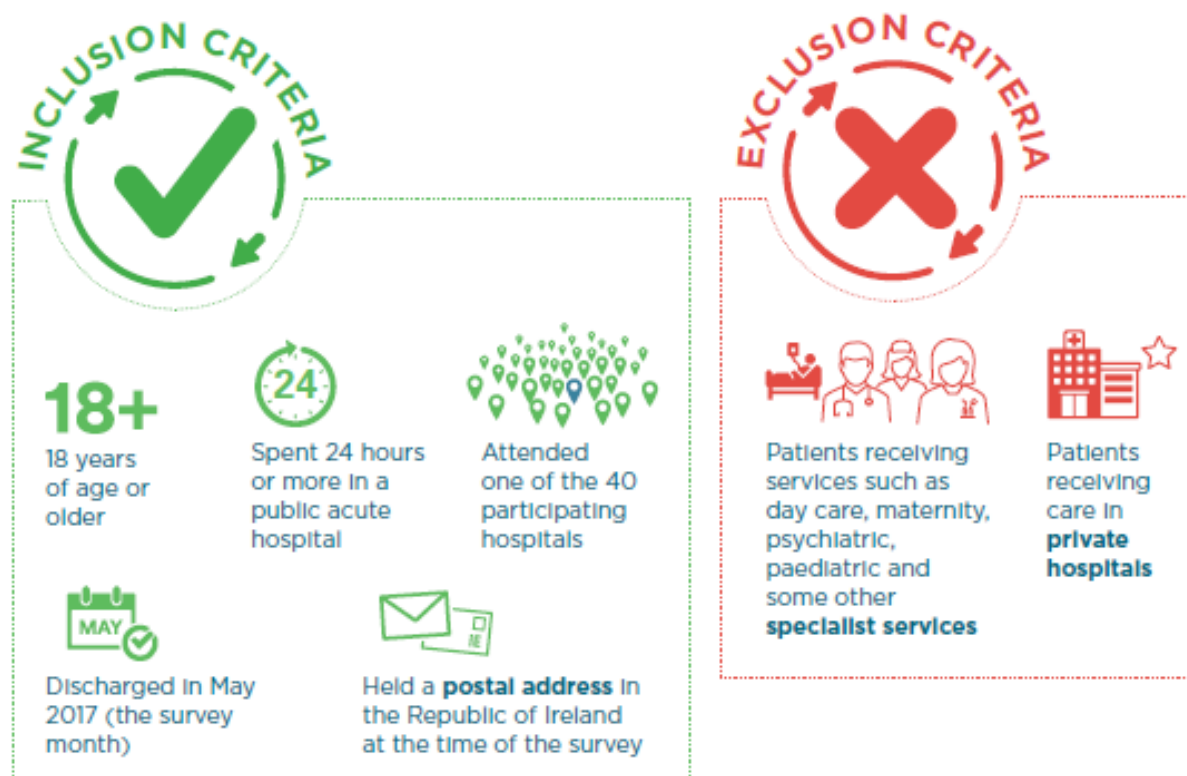 INCLUSION CRITERIA
18+
18 years
of age or
older
24
Spent 24 hours
or more in a
public acute
hospital
Attended
one of the 40
participating
hospitals
MAY
Discharged in May
2017 (the survey
month)
Held a postal address in
the Republic of Ireland
at the time of the survey
EXCLUSION CRITERIA
Patients receiving
services such as
day care, maternity,
psychiatric,
paediatric and
some other
specialist services
Patients
receiving
care in
private
hospitals